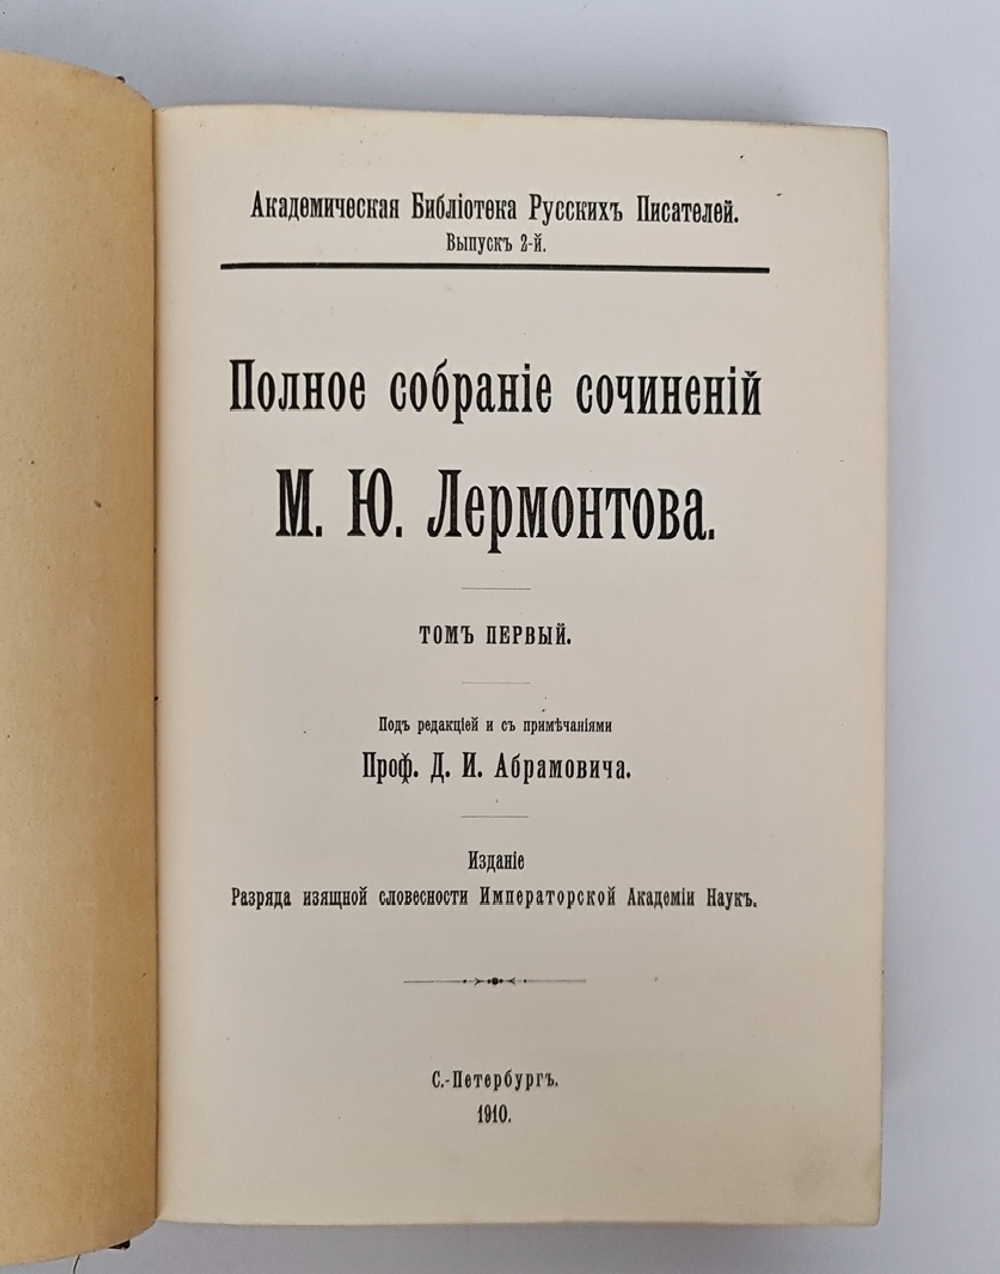 Академическая Библіотека Русскихъ Писателей.
Выпускъ 2-й.
Полное собраніе сочиненій
М. Ю. Лермонтова.
ТОМЪ ПЕРВЫЙ.
Подъ редакціей и съ примѣчаніями
Проф. Д. И. Абрамовича.
Изданіе
Разряда изящной словесности Императорской Академіи Наукъ.
С.-Петербургъ.
1910.